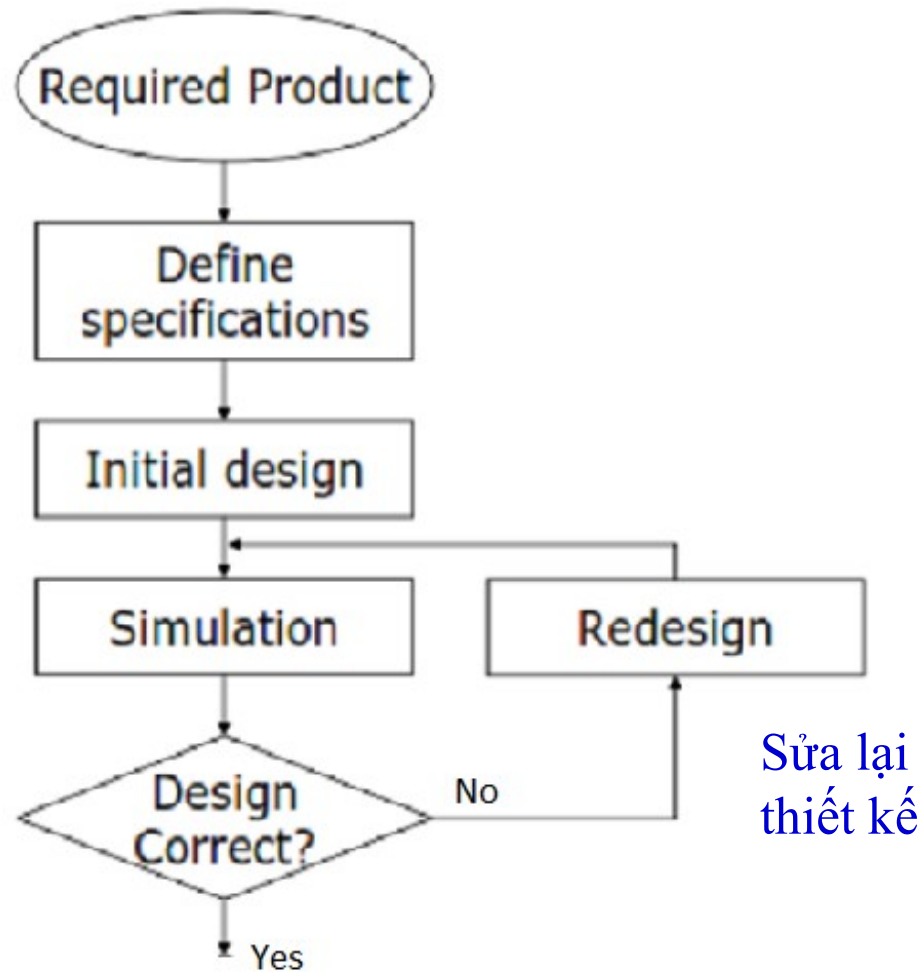 Required Product
Define
specifications
Initial design
Simulation
Redesign
Design
Correct?
No
Sửa lại
thiết kế
Yes